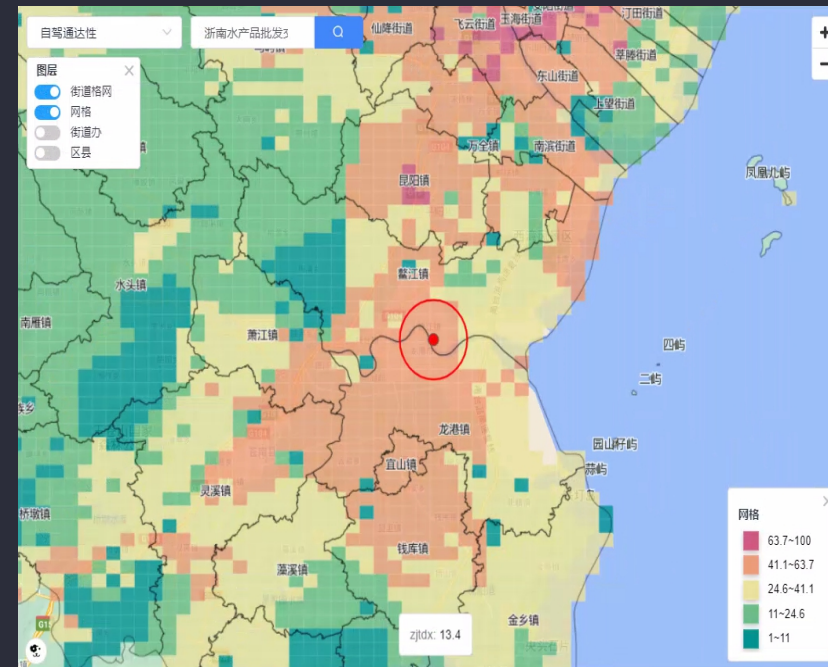 自驾通达性
浙南水产品批发
图层
街道格网
网格
街道办
区县
仙降街道
飞云街道
玉海街道
汀田街道
莘塍街道
东山街道
上望街道
万全镇
南滨街道
昆阳镇
凤凰北屿
鳌江镇
水头镇
南雁镇
萧江镇
四屿
二屿
龙港镇
园山仔屿
宜山镇
蒜屿
灵溪镇
桥墩镇
钱库镇
藻溪镇
金乡镇
zjtdx: 13.4
网格
63.7~100
41.1~63.7
24.6~41.1
11~24.6
1~11